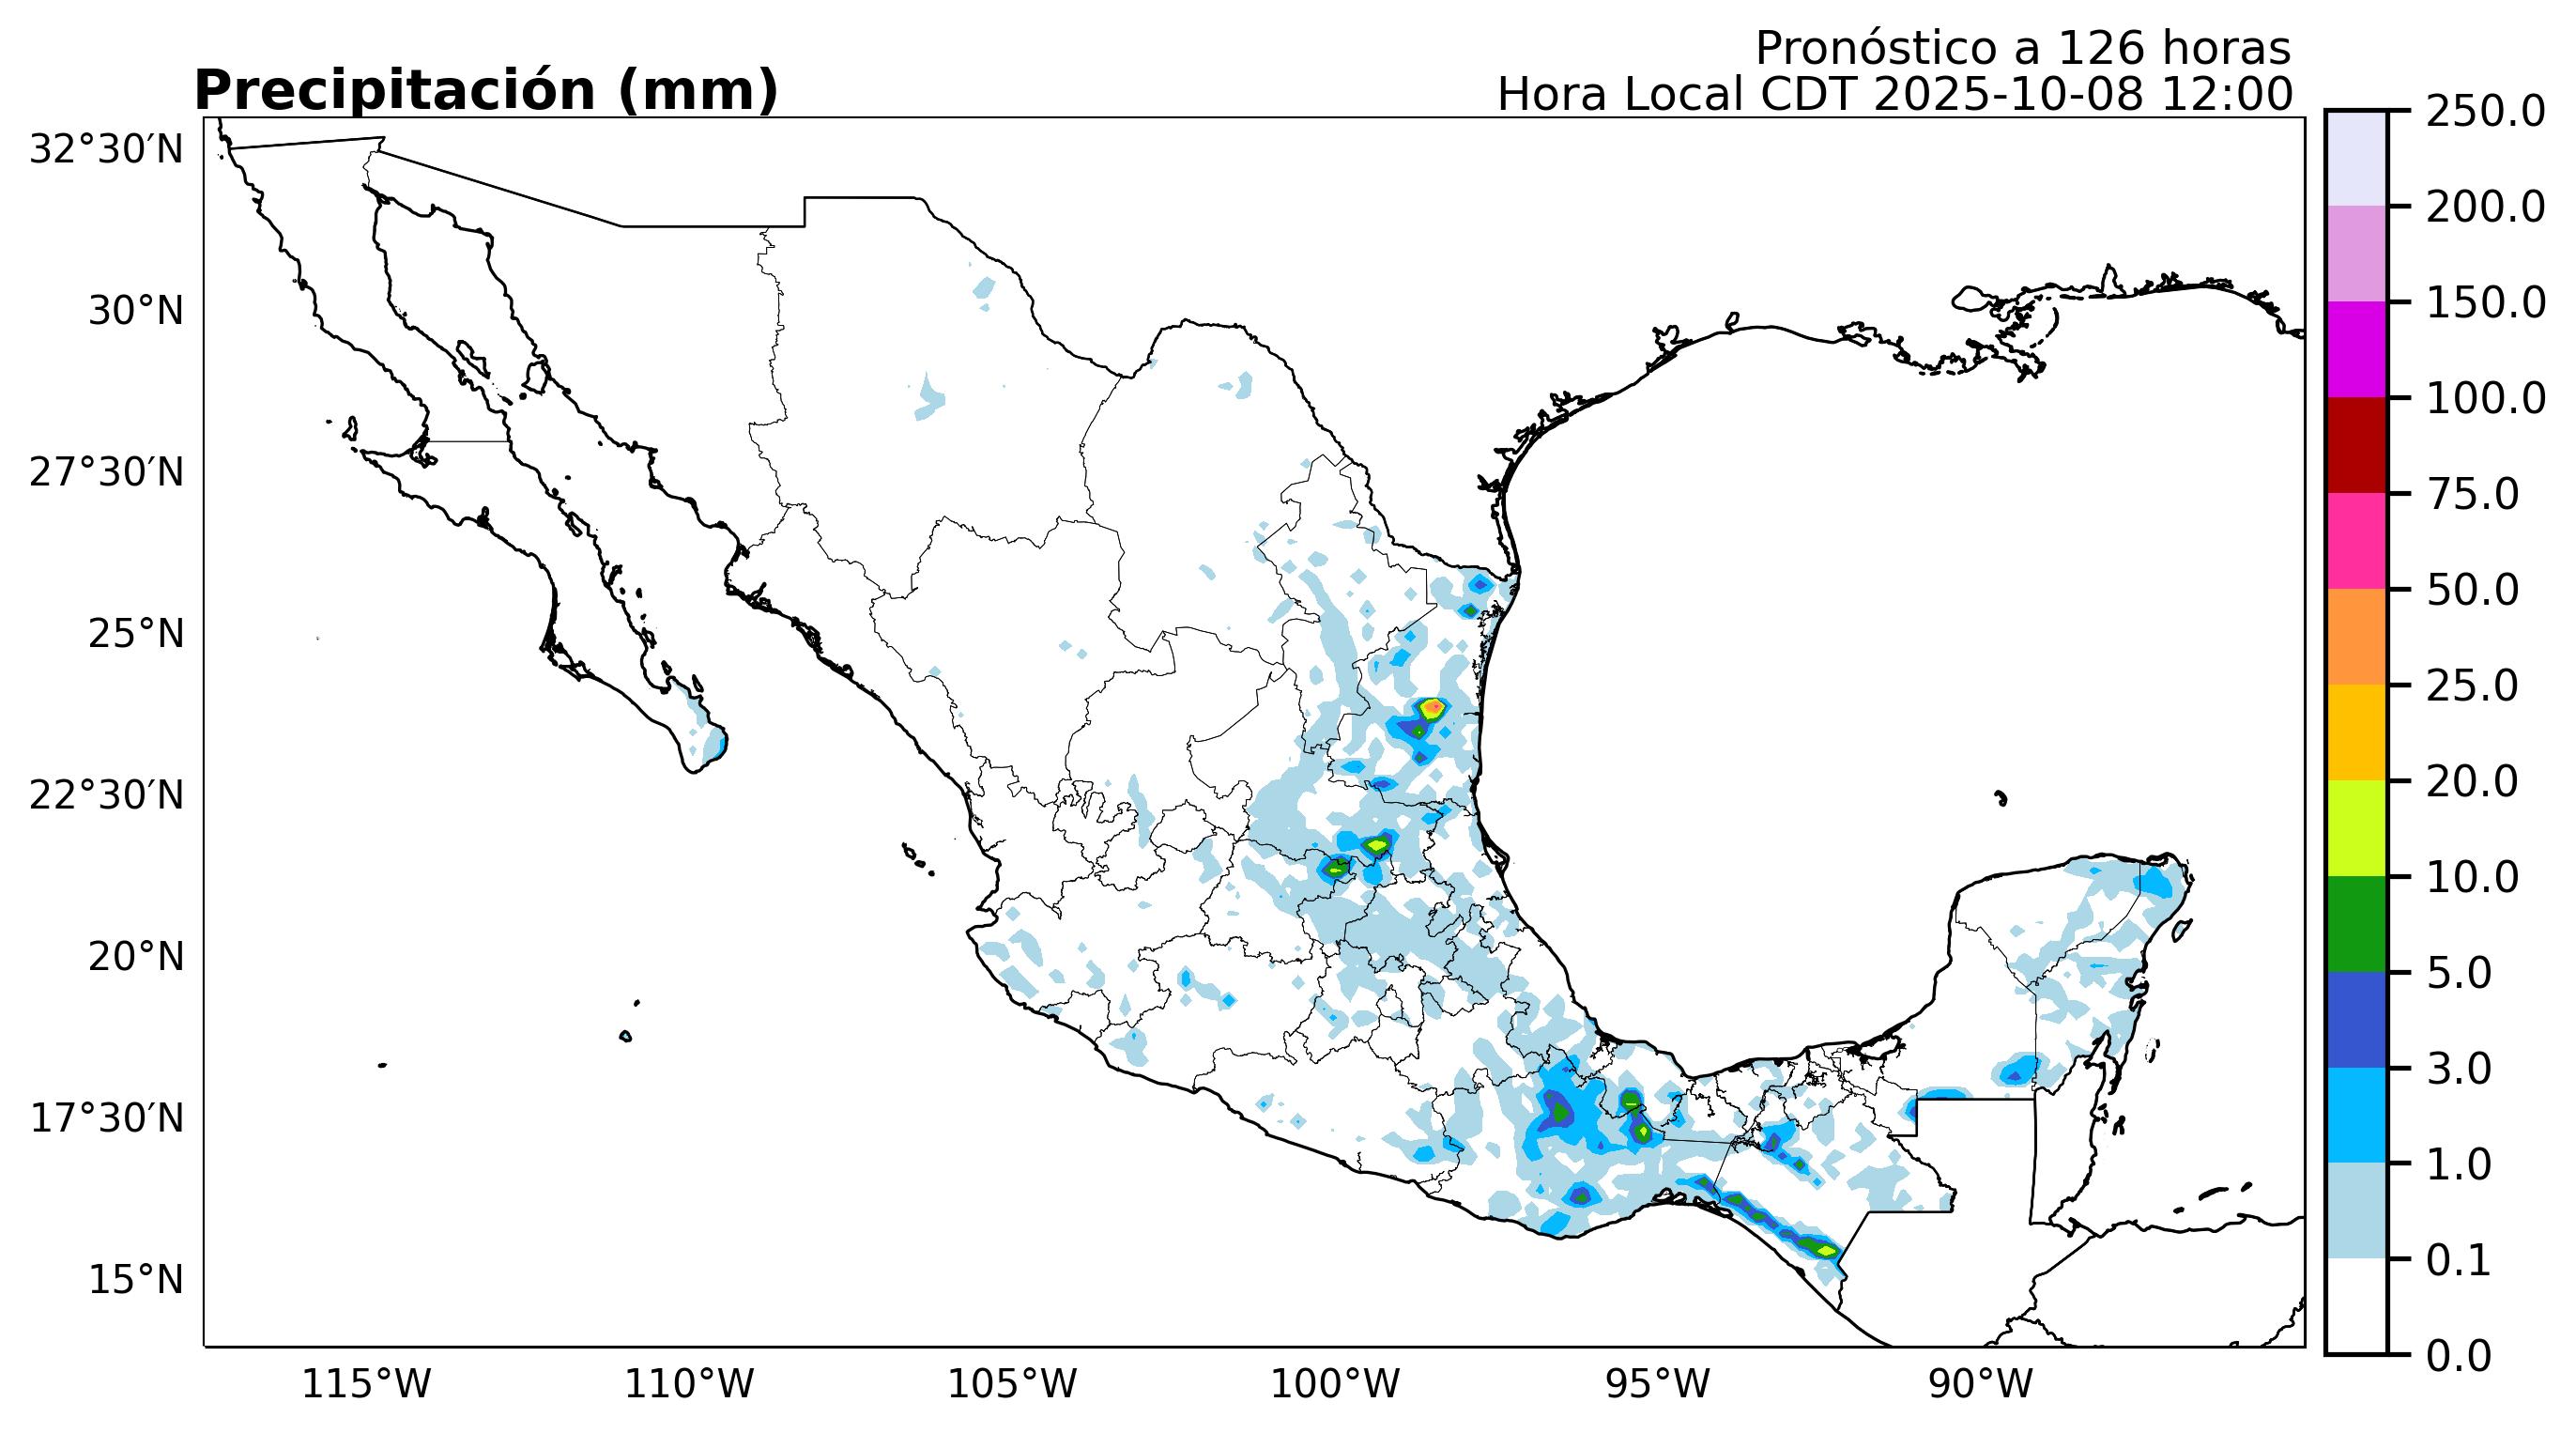 Pronóstico a 126 horas
Precipitación (mm)
Hora Local CDT 2025-10-08 12:00
32°30′N
30°N
27°30′N
25°N
22°30′N
20°N
17°30′N
15°N
115°W
110°W
105°W
100°W
95°W
90°W
250.0
200.0
150.0
100.0
75.0
50.0
25.0
20.0
10.0
5.0
3.0
1.0
0.1
0.0